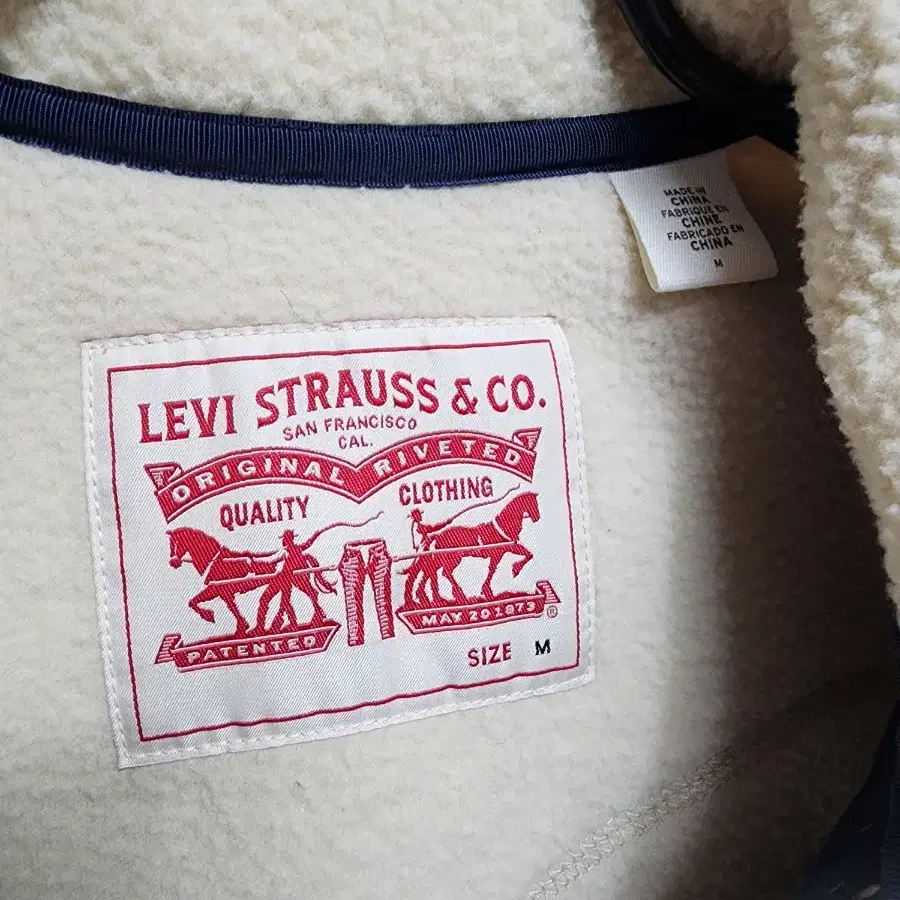 MADE IN
CHINA
FABRIQUE EN
CHINE
FABRICADO EN
CHINA
M
LEVI STRAUSS & CO.
SAN FRANCISCO
CAL.
ORIGINAL RIVETED
QUALITY CLOTHING
PATENTED MAY 20 1873 ®
SIZE M